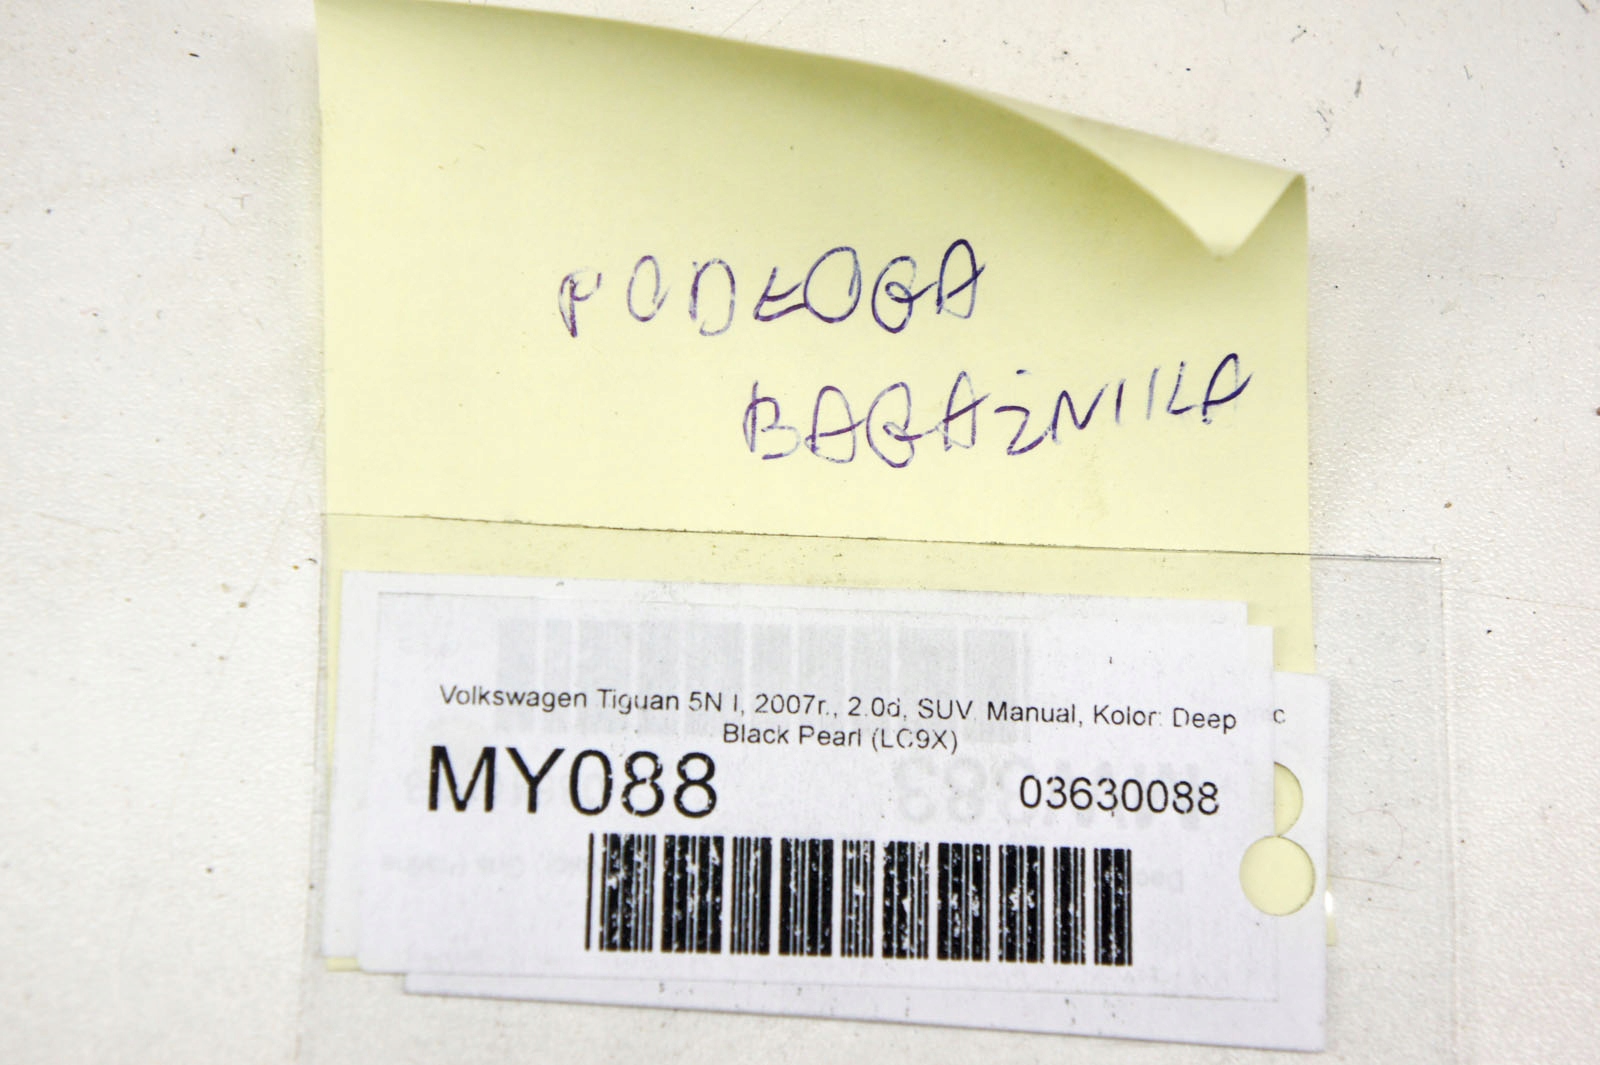 PODŁOGA
BAGAŻNIKA
Volkswagen Tiguan 5N I, 2007r., 2.0d, SUV, Manual, Kolor: Deep
Black Pearl (LC9X)
MY088
03630088